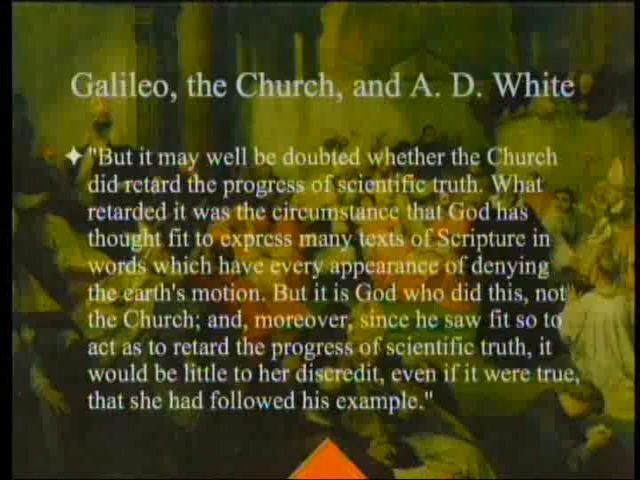 Galileo, the Church, and A. D. White
"But it may well be doubted whether the Church
did retard the progress of scientific truth. What
retarded it was the circumstance that God has
thought fit to express many texts of Scripture in
words which have every appearance of denying
the earth's motion. But it is God who did this, not
the Church; and, moreover, since he saw fit so to
act as to retard the progress of scientific truth, it
would be little to her discredit, even if it were true,
that she had followed his example."